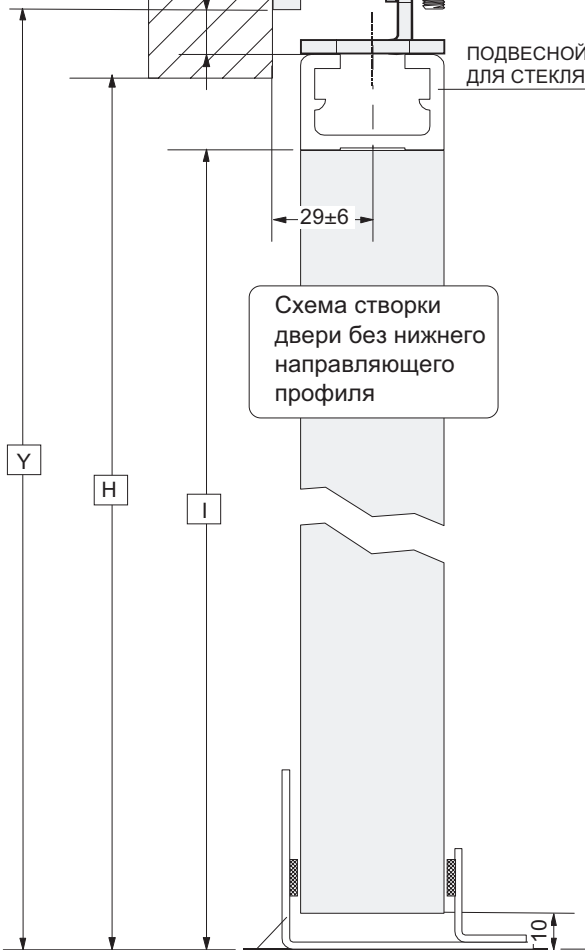 ПОДВЕСНОЙ
ДЛЯ СТЕКЛЯ
29±6
Схема створки
двери без нижнего
направляющего
профиля
Y
H
I
10